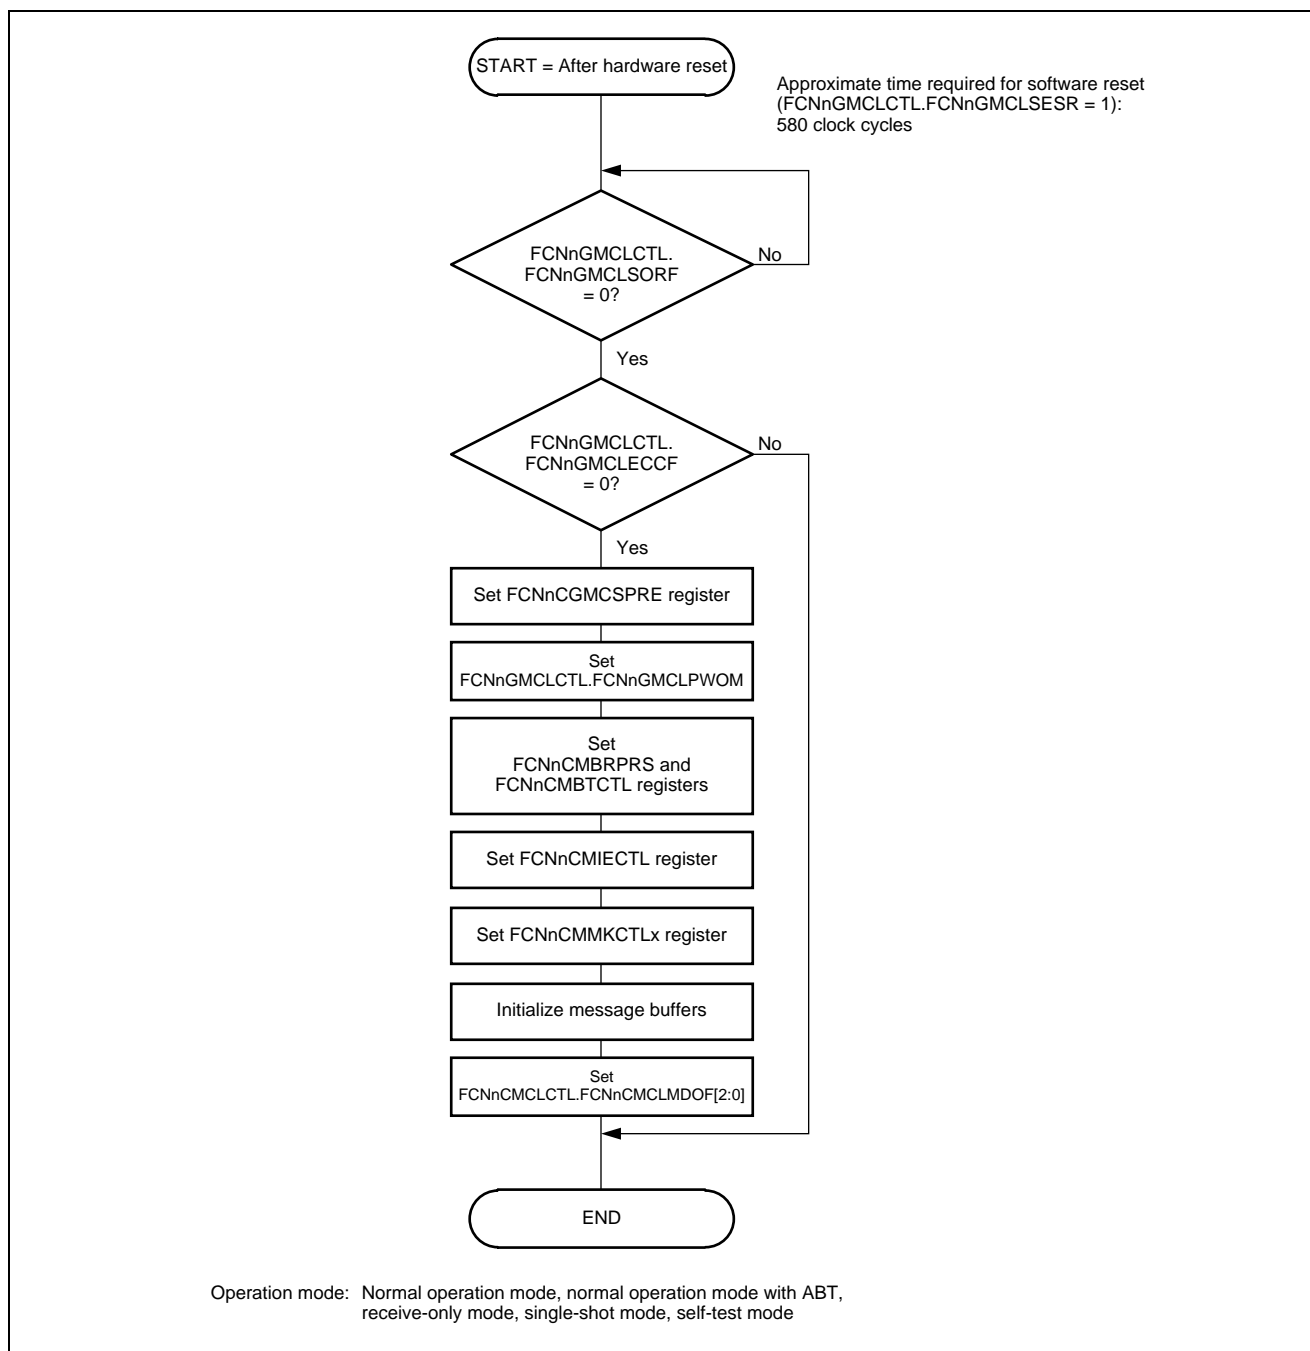 START = After hardware reset
Approximate time required for software reset
(FCNnGMCLCTL.FCNnGMCLSESR = 1):
580 clock cycles
FCNnGMCLCTL.
FCNnGMCLSORF
= 0?
No
Yes
FCNnGMCLCTL.
FCNnGMCLECCF
= 0?
No
Yes
Set FCNnCGMCSPRE register
Set
FCNnGMCLCTL.FCNnGMCLPWOM
Set
FCNnCMBRPRS and
FCNnCMBTCTL registers
Set FCNnCMIECTL register
Set FCNnCMMKCTLx register
Initialize message buffers
Set
FCNnCMCLCTL.FCNnCMCLMDOF[2:0]
END
Operation mode: Normal operation mode, normal operation mode with ABT,
receive-only mode, single-shot mode, self-test mode